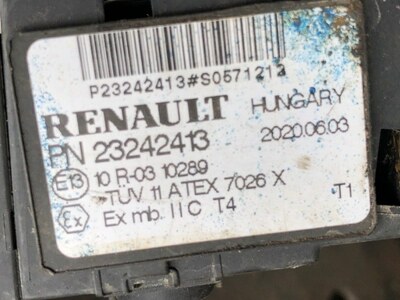 P23242413#S0571213
RENAULT HUNGARY
PN 23242413 2020.06.03
E13 10 R-03 10289
TUV 11 ATEX 7026 X
Ex Ex mb. IIC T4 T1